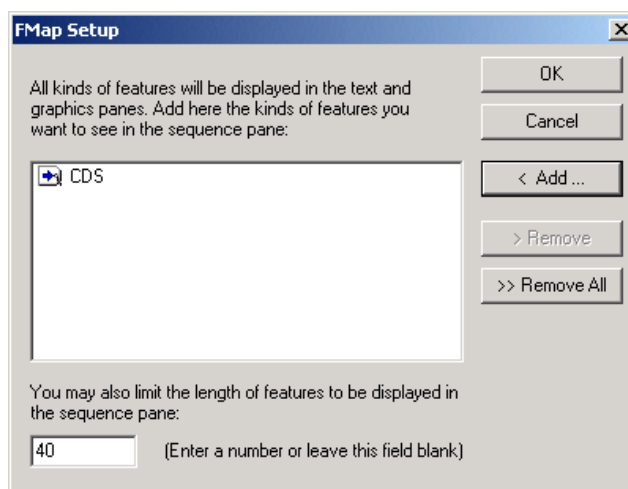 FMap Setup
All kinds of features will be displayed in the text and
graphics panes. Add here the kinds of features you
want to see in the sequence pane:
CDS
OK
Cancel
< Add ...
> Remove
>> Remove All
You may also limit the length of features to be displayed in
the sequence pane:
40
(Enter a number or leave this field blank)